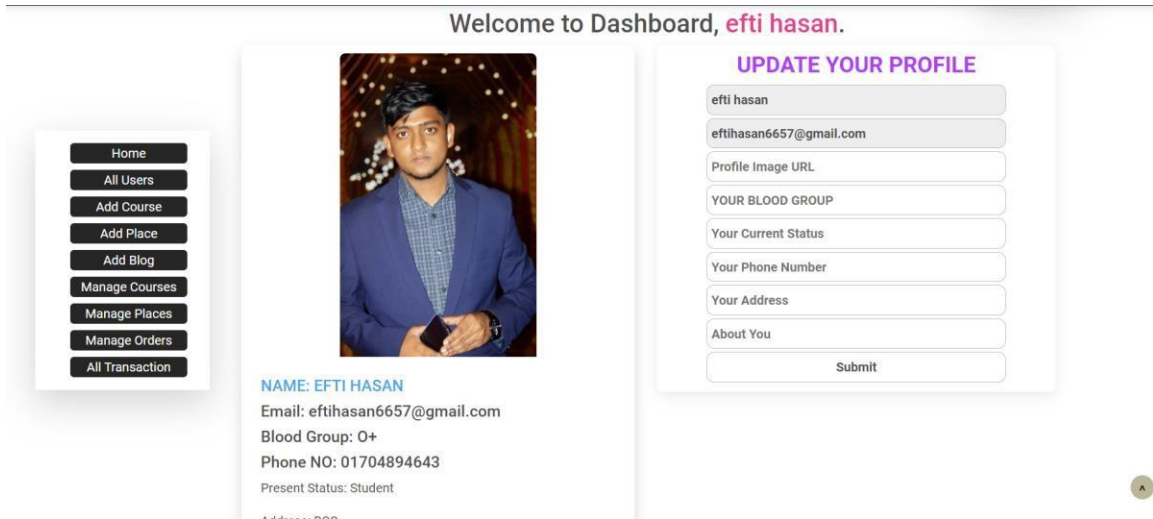 Welcome to Dashboard, efti hasan.
Home
All Users
Add Course
Add Place
Add Blog
Manage Courses
Manage Places
Manage Orders
All Transaction
NAME: EFTI HASAN
Email: eftihasan6657@gmail.com
Blood Group: O+
Phone NO: 01704894643
Present Status: Student
UPDATE YOUR PROFILE
efti hasan
eftihasan6657@gmail.com
Profile Image URL
YOUR BLOOD GROUP
Your Current Status
Your Phone Number
Your Address
About You
Submit